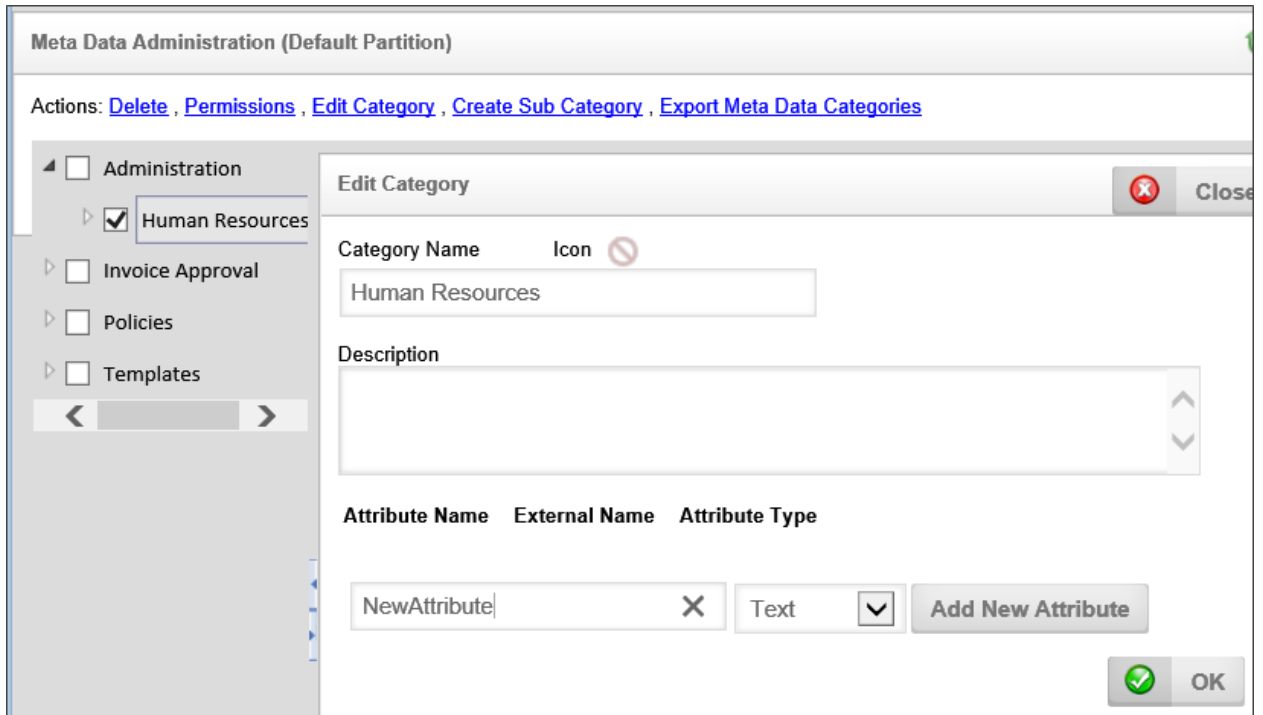 Meta Data Administration (Default Partition)
Actions: Delete , Permissions , Edit Category , Create Sub Category , Export Meta Data Categories
Administration
Human Resources
Invoice Approval
Policies
Templates
Edit Category
Close
Category Name Icon
Human Resources
Description
Attribute Name External Name Attribute Type
NewAttribute Text Add New Attribute
OK